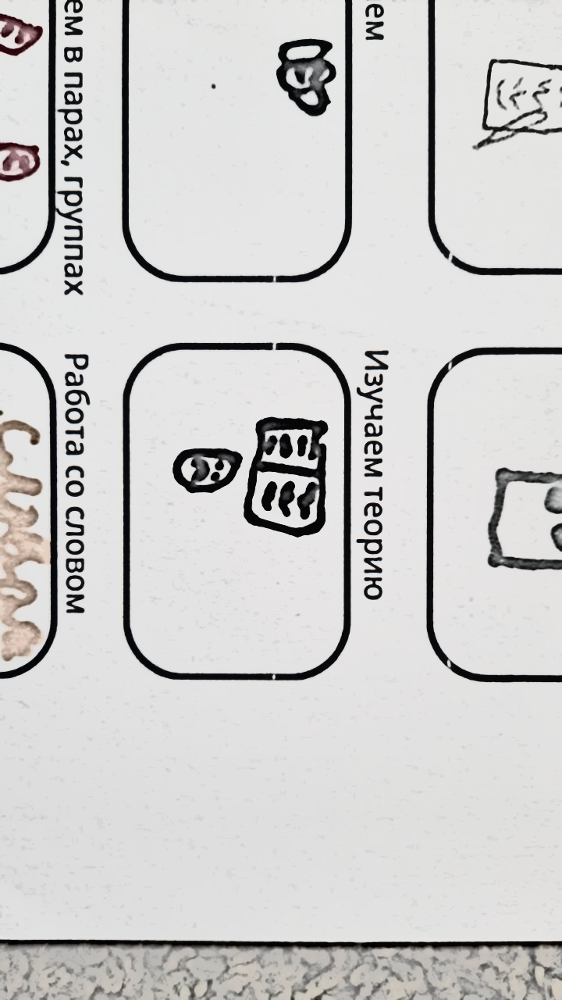 ем
Изучаем теорию
ем в парах, группах
Работа со словом